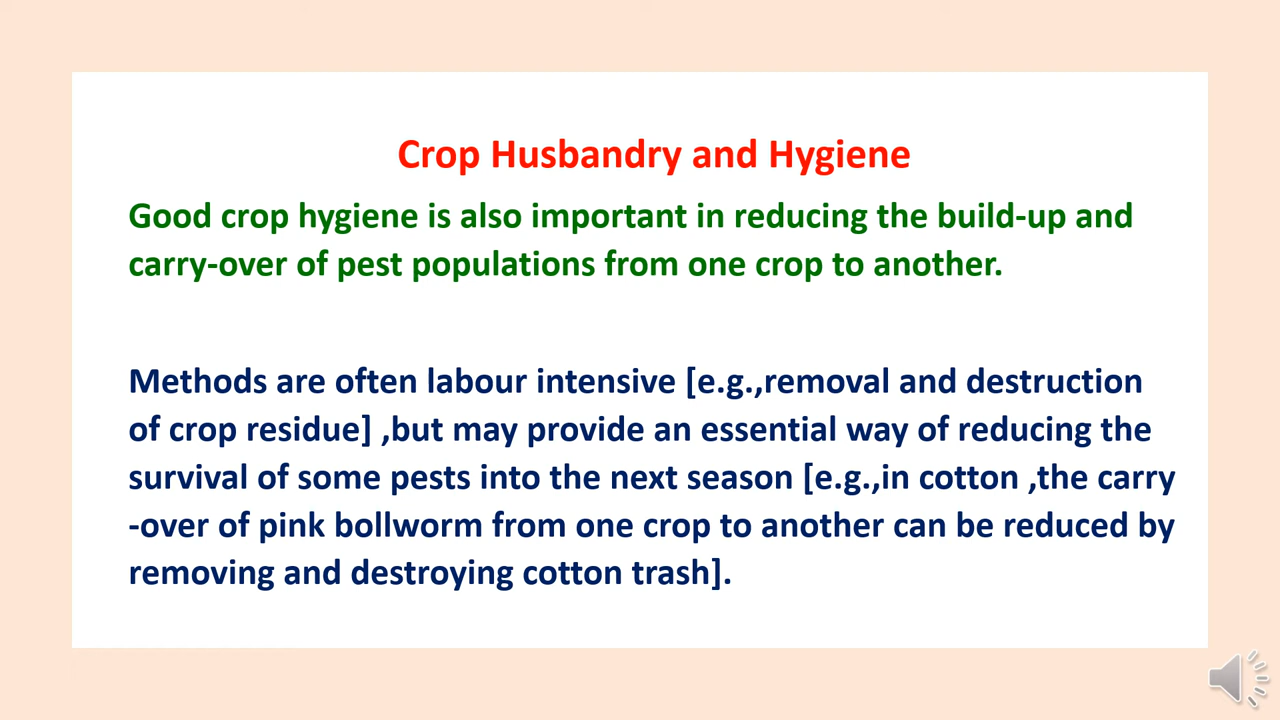 Crop Husbandry and Hygiene
Good crop hygiene is also important in reducing the build-up and
carry-over of pest populations from one crop to another.
Methods are often labour intensive [e.g.,removal and destruction
of crop residue] ,but may provide an essential way of reducing the
survival of some pests into the next season [e.g.,in cotton ,the carry
-over of pink bollworm from one crop to another can be reduced by
removing and destroying cotton trash].